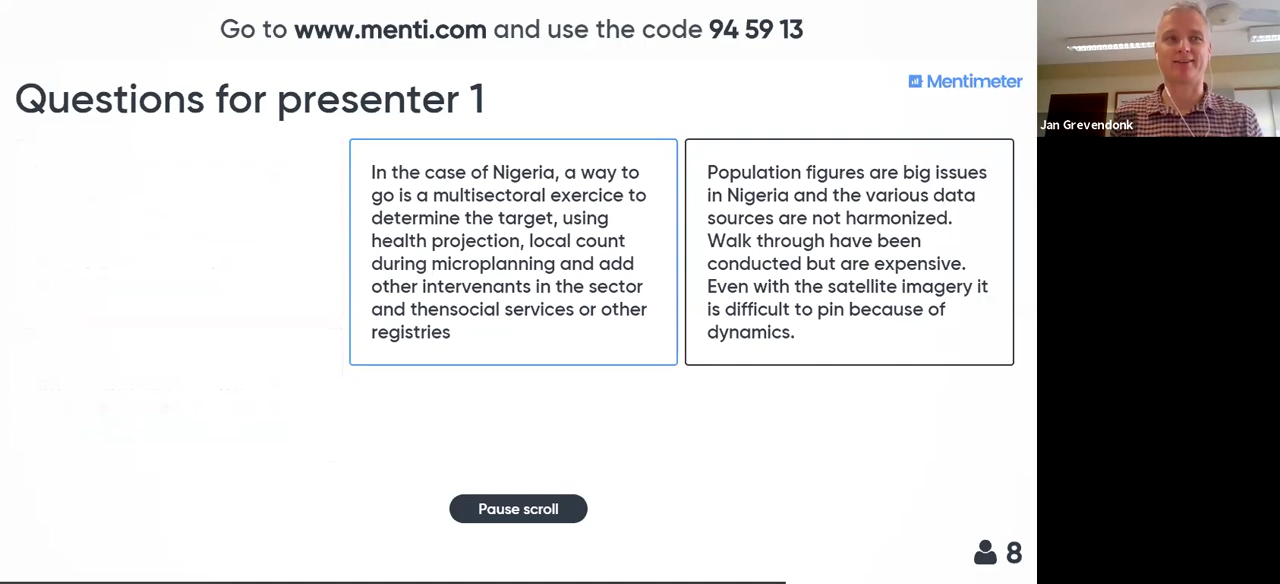 Go to www.menti.com and use the code 94 59 13
Mentimeter
Questions for presenter 1
Jan Grevendonk
In the case of Nigeria, a way to
go is a multisectoral exercice to
determine the target, using
health projection, local count
during microplanning and add
other intervenants in the sector
and thensocial services or other
registries
Population figures are big issues
in Nigeria and the various data
sources are not harmonized.
Walk through have been
conducted but are expensive.
Even with the satellite imagery it
is difficult to pin because of
dynamics.
Pause scroll
8